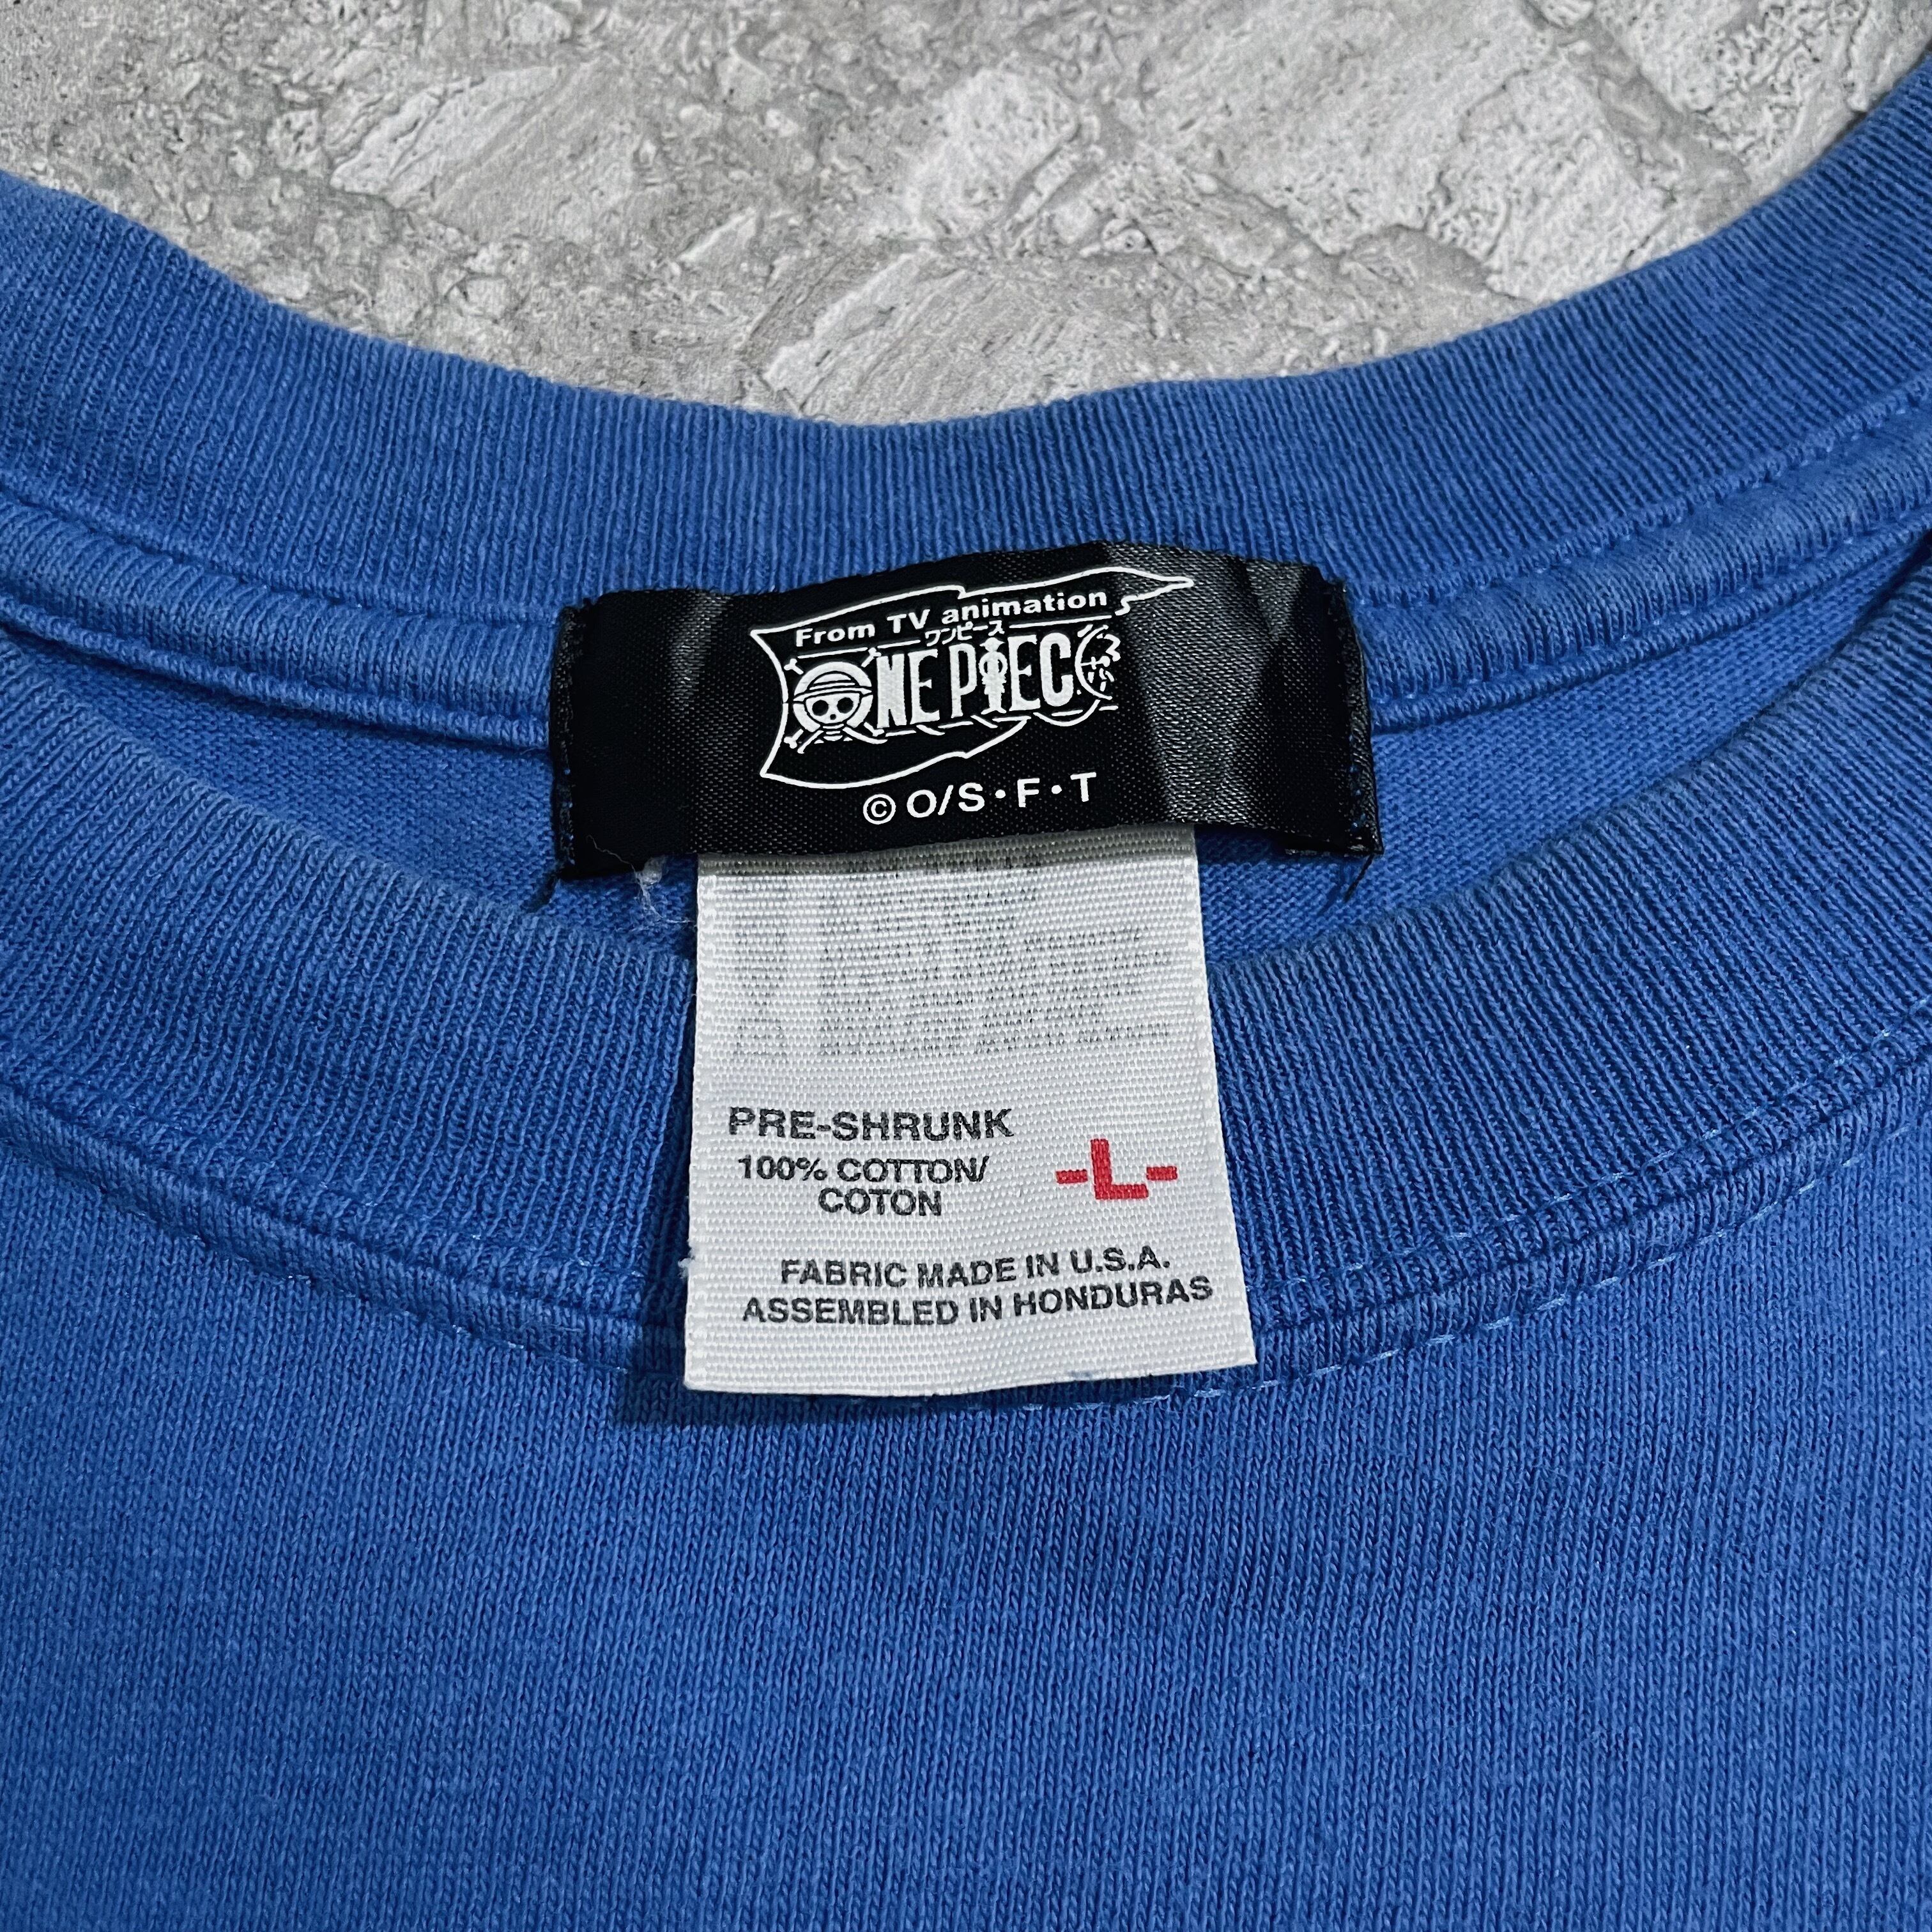 From TV animation
ワンピース
ONE PIECE
© O/S・F・T
PRE-SHRUNK
100% COTTON/
COTON
-L-
FABRIC MADE IN U.S.A.
ASSEMBLED IN HONDURAS